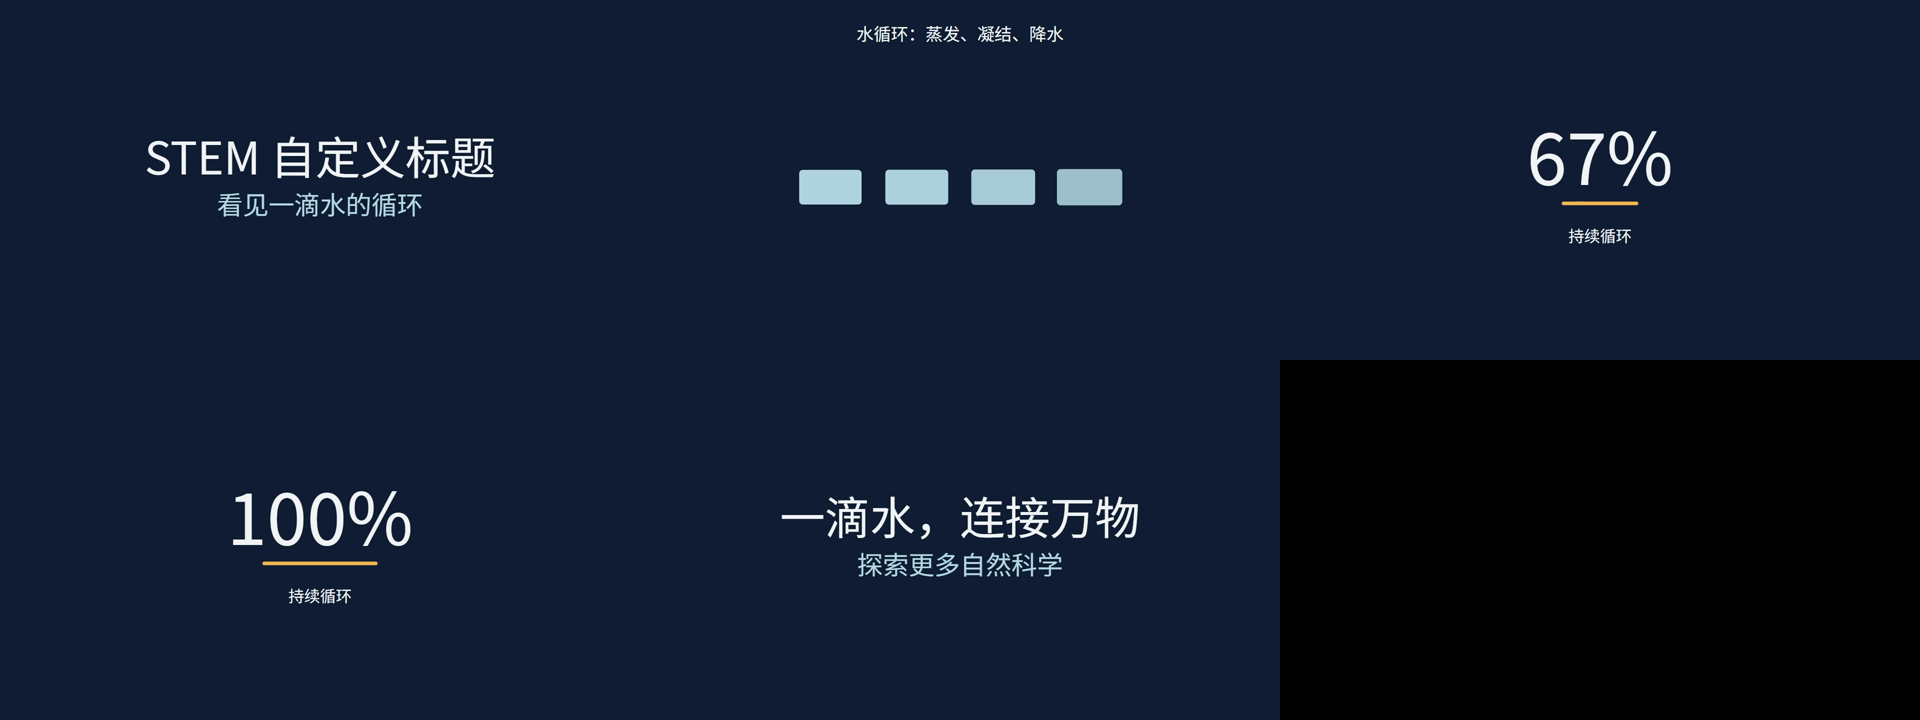 水循环：蒸发、凝结、降水
STEM 自定义标题
看见一滴水的循环
67%
持续循环
100%
持续循环
一滴水，连接万物
探索更多自然科学